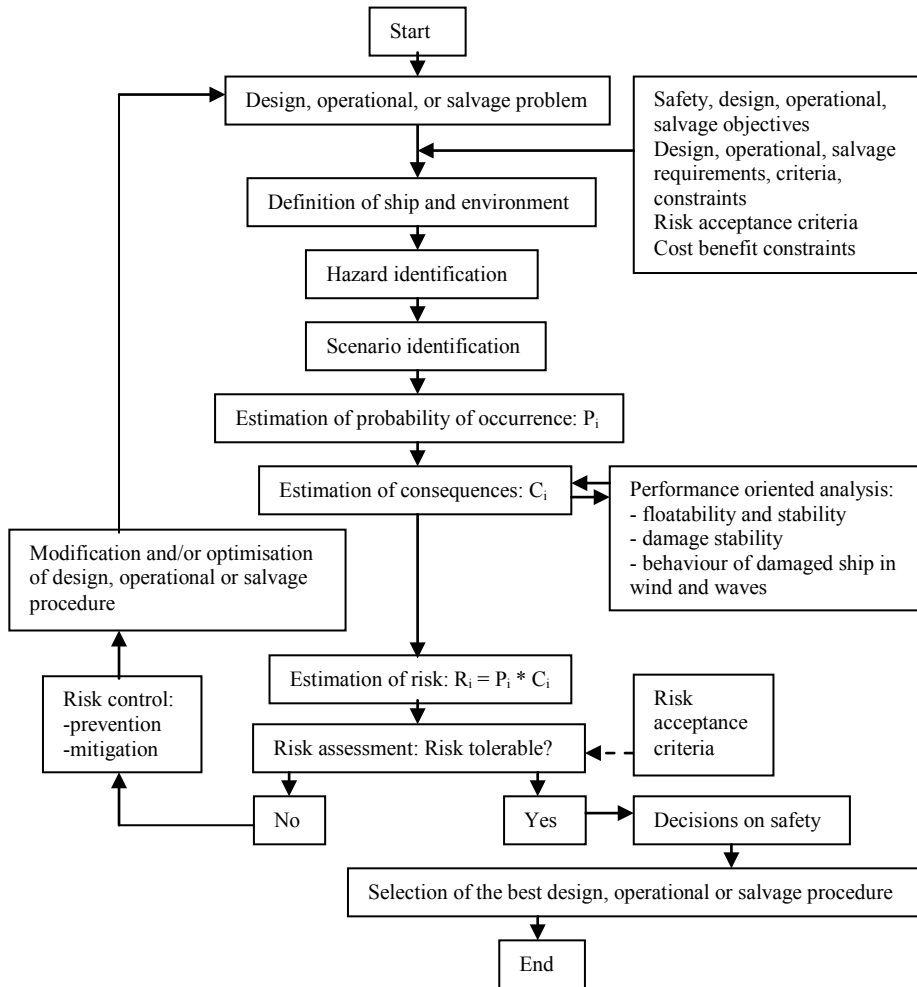 Start
Design, operational, or salvage problem
Safety, design, operational,
salvage objectives
Design, operational, salvage
requirements, criteria,
constraints
Risk acceptance criteria
Cost benefit constraints
Definition of ship and environment
Hazard identification
Scenario identification
Estimation of probability of occurrence: Pᵢ
Estimation of consequences: Cᵢ
Performance oriented analysis:
- floatability and stability
- damage stability
- behaviour of damaged ship in
wind and waves
Modification and/or optimisation
of design, operational or salvage
procedure
Estimation of risk: Rᵢ = Pᵢ * Cᵢ
Risk control:
-prevention
-mitigation
Risk
acceptance
criteria
Risk assessment: Risk tolerable?
No
Yes
Decisions on safety
Selection of the best design, operational or salvage procedure
End